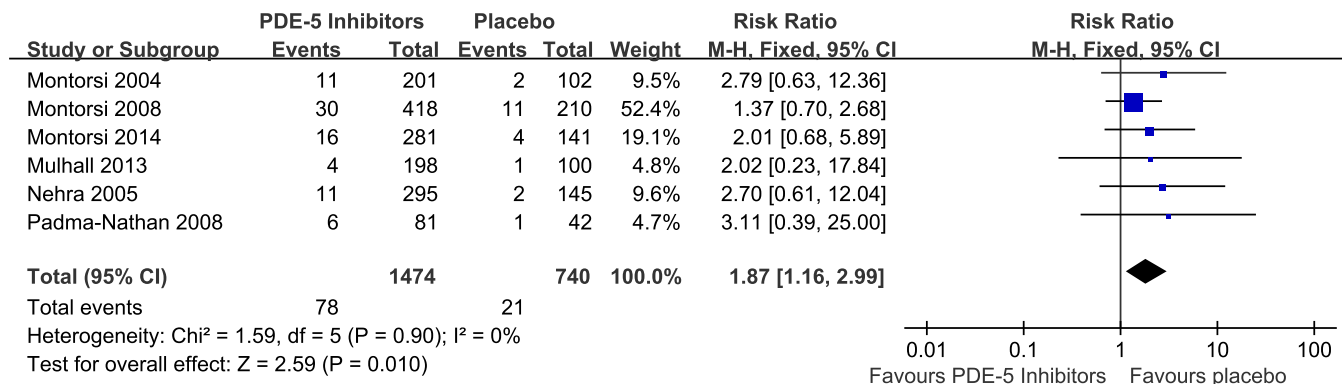 PDE-5 Inhibitors Placebo Risk Ratio Risk Ratio
Study or Subgroup Events Total Events Total Weight M-H, Fixed, 95% CI M-H, Fixed, 95% CI
Montorsi 2004 11 201 2 102 9.5% 2.79 [0.63, 12.36]
Montorsi 2008 30 418 11 210 52.4% 1.37 [0.70, 2.68]
Montorsi 2014 16 281 4 141 19.1% 2.01 [0.68, 5.89]
Mulhall 2013 4 198 1 100 4.8% 2.02 [0.23, 17.84]
Nehra 2005 11 295 2 145 9.6% 2.70 [0.61, 12.04]
Padma-Nathan 2008 6 81 1 42 4.7% 3.11 [0.39, 25.00]
Total (95% CI) 1474 740 100.0% 1.87 [1.16, 2.99]
Total events 78 21
Heterogeneity: Chi² = 1.59, df = 5 (P = 0.90); I² = 0%
Test for overall effect: Z = 2.59 (P = 0.010)
0.01 0.1 1 10 100
Favours PDE-5 Inhibitors Favours placebo